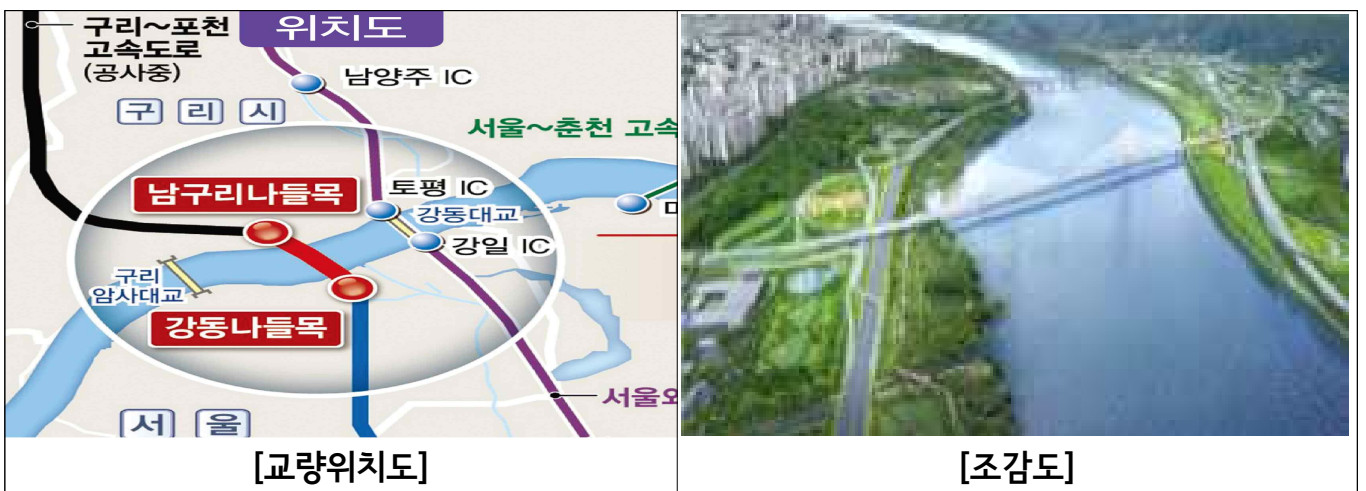 구리~포천
고속도로
(공사중)
위치도
남양주 IC
구 리 시
서울~춘천 고속
남구리나들목
토평 IC
강동대교
미
강일 IC
구리
암사대교
강동나들목
서울외
서 울
[교량위치도]
[조감도]